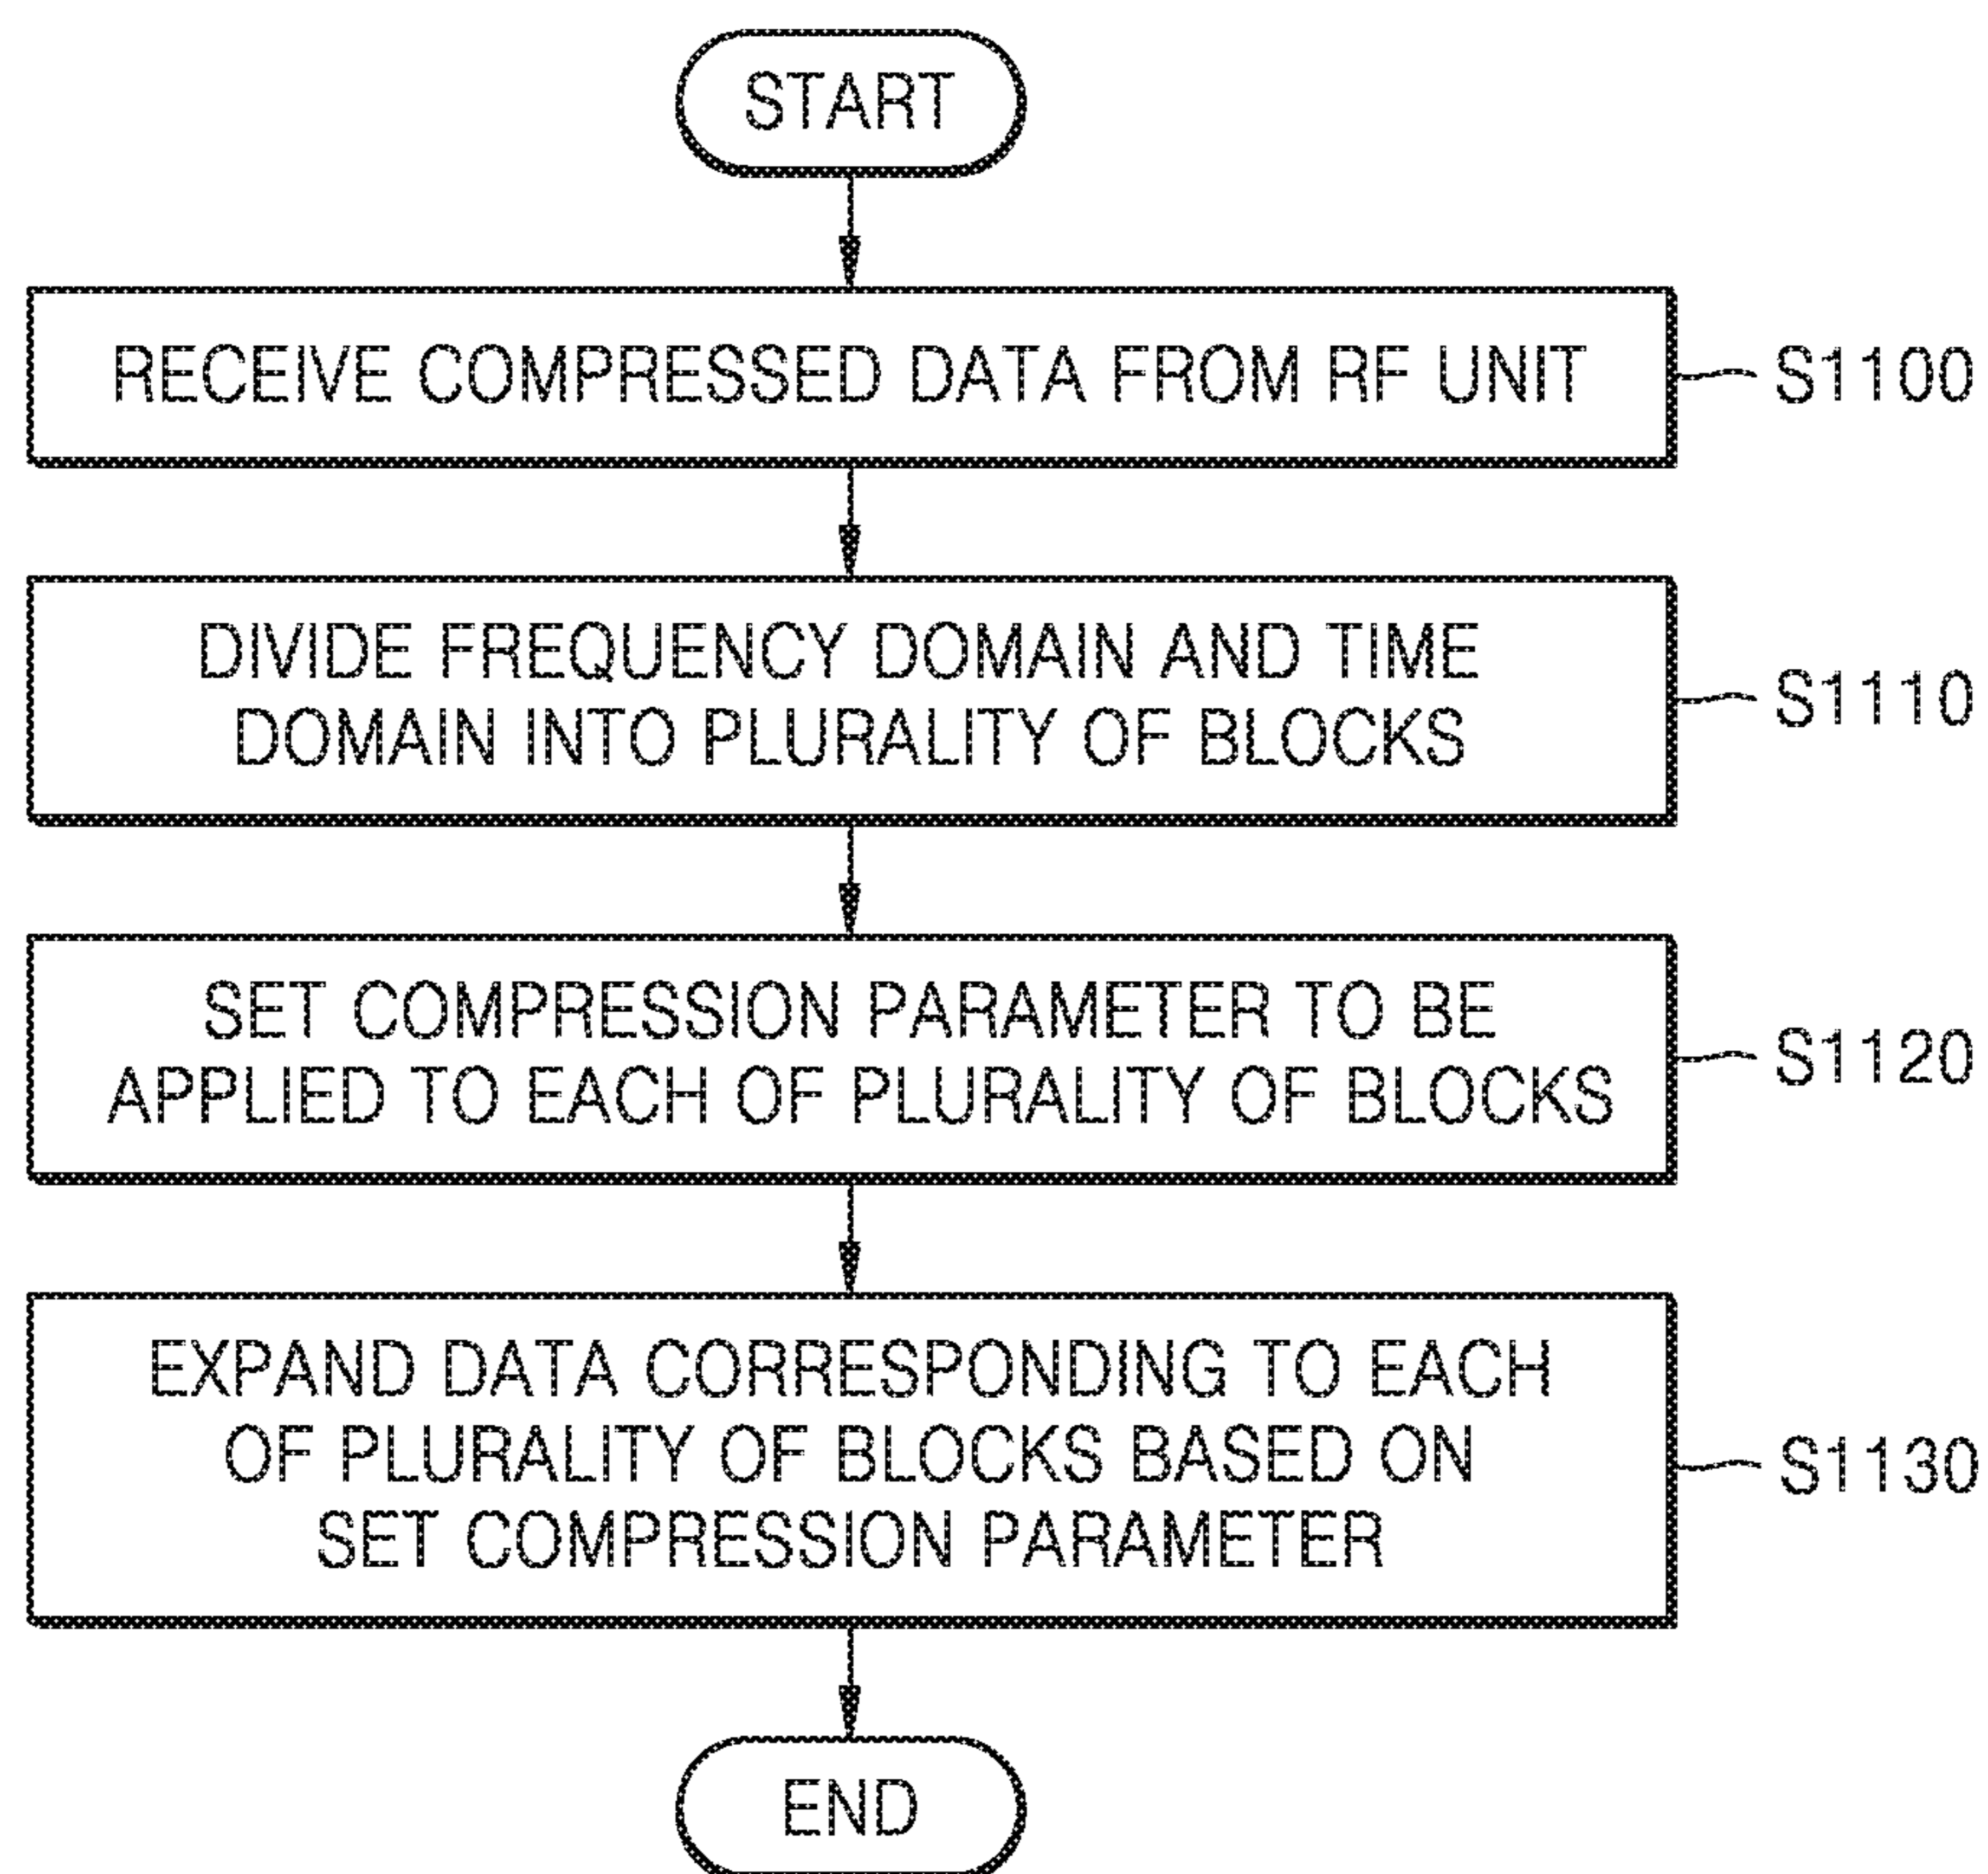 START
RECEIVE COMPRESSED DATA FROM RF UNIT
S1100
DIVIDE FREQUENCY DOMAIN AND TIME
DOMAIN INTO PLURALITY OF BLOCKS
S1110
SET COMPRESSION PARAMETER TO BE
APPLIED TO EACH OF PLURALITY OF BLOCKS
S1120
EXPAND DATA CORRESPONDING TO EACH
OF PLURALITY OF BLOCKS BASED ON
SET COMPRESSION PARAMETER
S1130
END